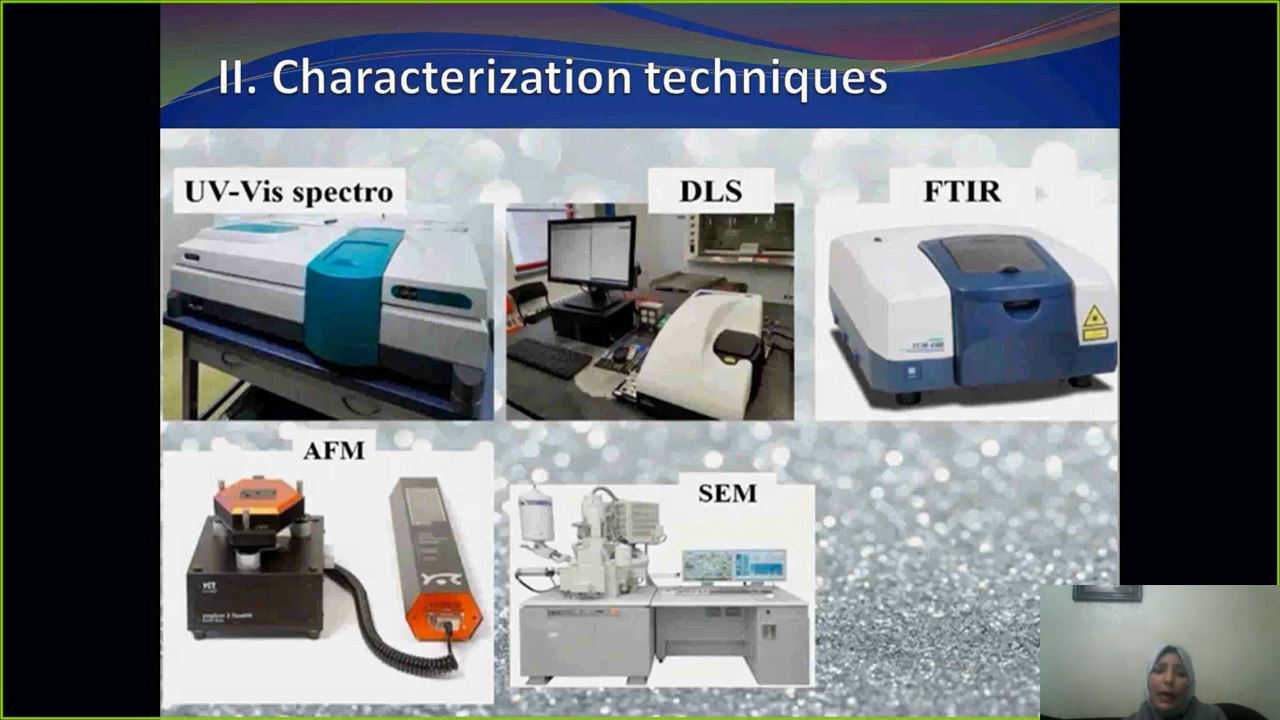 II. Characterization techniques
UV-Vis spectro
DLS
FTIR
AFM
SEM